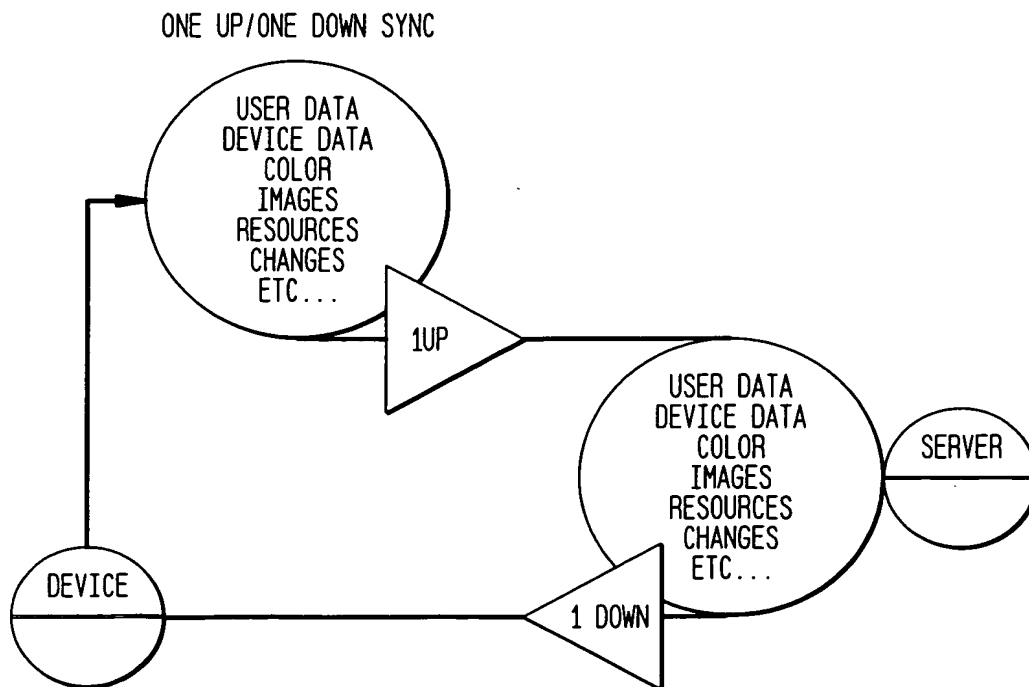 ONE UP/ONE DOWN SYNC
USER DATA
DEVICE DATA
COLOR
IMAGES
RESOURCES
CHANGES
ETC...
1UP
USER DATA
DEVICE DATA
COLOR
IMAGES
RESOURCES
CHANGES
ETC...
SERVER
DEVICE
1 DOWN